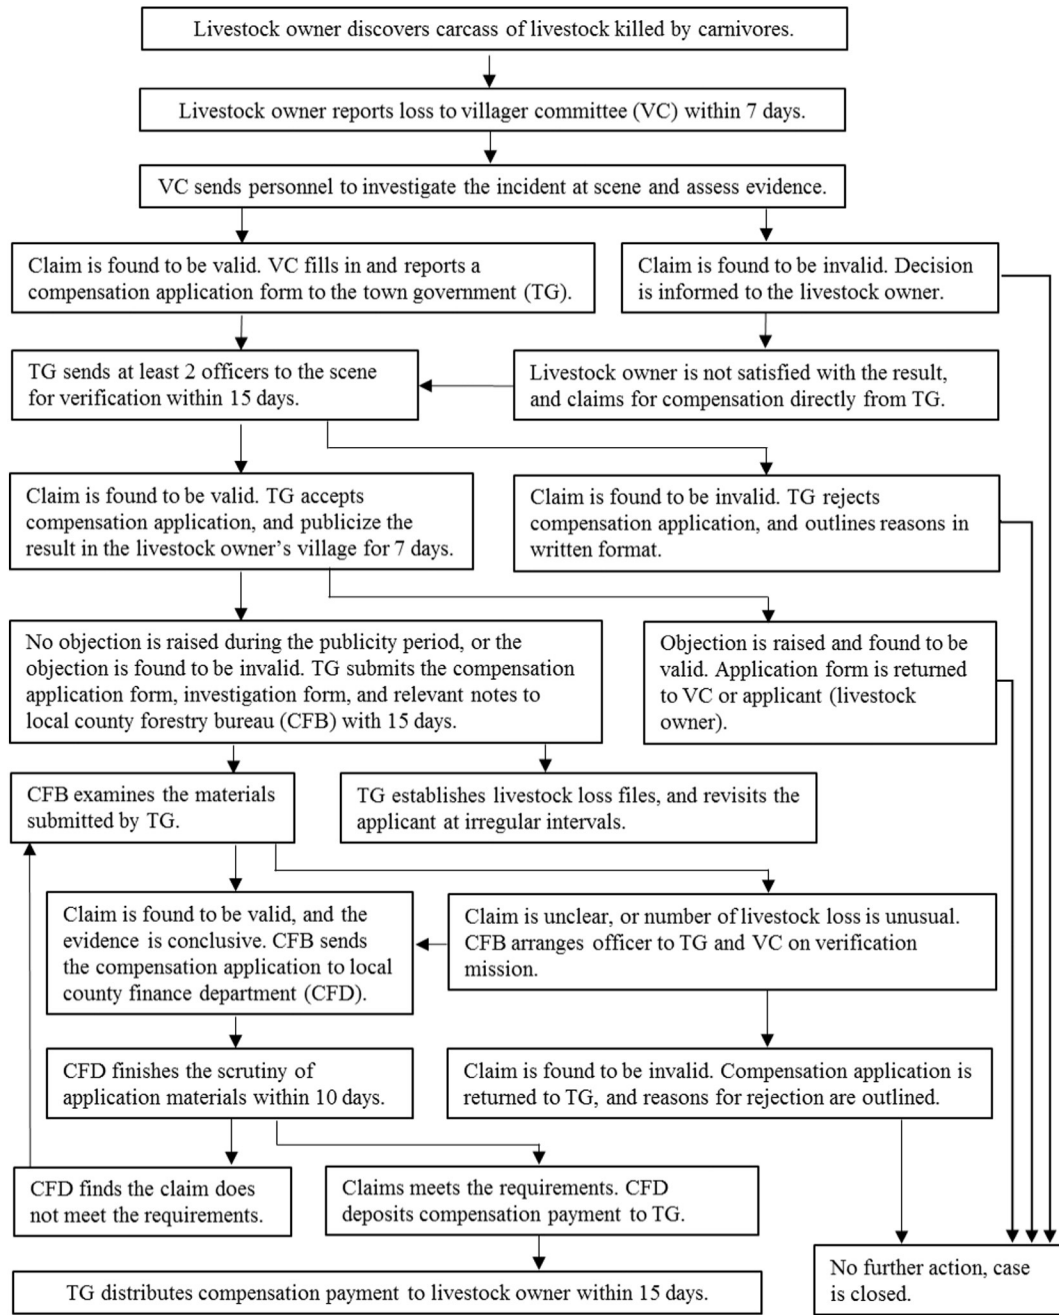 Livestock owner discovers carcass of livestock killed by carnivores.
Livestock owner reports loss to villager committee (VC) within 7 days.
VC sends personnel to investigate the incident at scene and assess evidence.
Claim is found to be valid. VC fills in and reports a
compensation application form to the town government (TG).
Claim is found to be invalid. Decision
is informed to the livestock owner.
TG sends at least 2 officers to the scene
for verification within 15 days.
Livestock owner is not satisfied with the result,
and claims for compensation directly from TG.
Claim is found to be valid. TG accepts
compensation application, and publicize the
result in the livestock owner's village for 7 days.
Claim is found to be invalid. TG rejects
compensation application, and outlines reasons in
written format.
No objection is raised during the publicity period, or the
objection is found to be invalid. TG submits the compensation
application form, investigation form, and relevant notes to
local county forestry bureau (CFB) with 15 days.
Objection is raised and found to be
valid. Application form is returned
to VC or applicant (livestock
owner).
CFB examines the materials
submitted by TG.
TG establishes livestock loss files, and revisits the
applicant at irregular intervals.
Claim is found to be valid, and the
evidence is conclusive. CFB sends
the compensation application to local
county finance department (CFD).
Claim is unclear, or number of livestock loss is unusual.
CFB arranges officer to TG and VC on verification
mission.
CFD finishes the scrutiny of
application materials within 10 days.
Claim is found to be invalid. Compensation application is
returned to TG, and reasons for rejection are outlined.
CFD finds the claim does
not meet the requirements.
Claims meets the requirements. CFD
deposits compensation payment to TG.
No further action, case
is closed.
TG distributes compensation payment to livestock owner within 15 days.